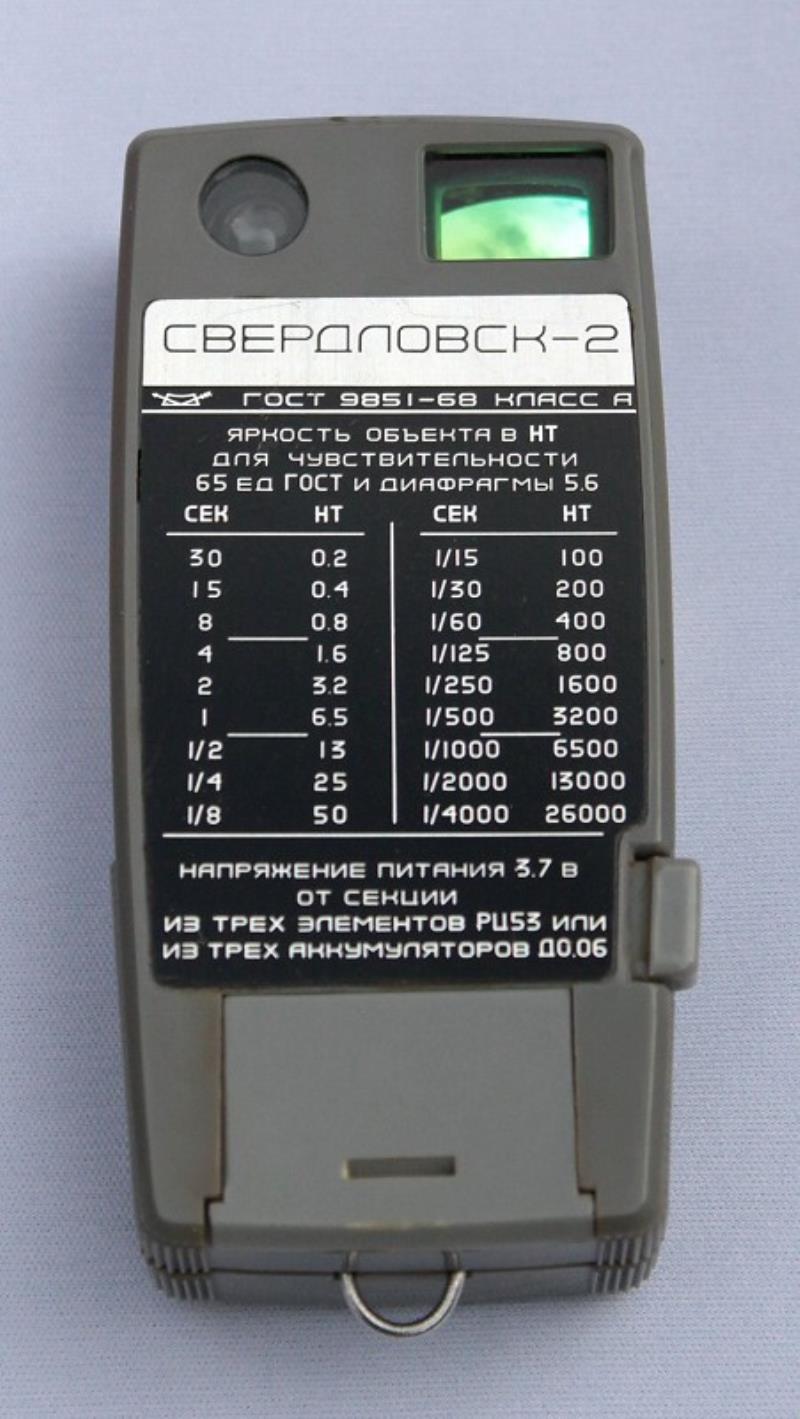 СВЕРДЛОВСК-2
ГОСТ 9851-68 КЛАСС А
ЯРКОСТЬ ОБЪЕКТА В НТ
ДЛЯ ЧУВСТВИТЕЛЬНОСТИ
65 ЕД ГОСТ И ДИАФРАГМЫ 5.6
СЕК НТ СЕК НТ
30 0.2 1/15 100
15 0.4 1/30 200
8 0.8 1/60 400
4 1.6 1/125 800
2 3.2 1/250 1600
1 6.5 1/500 3200
1/2 13 1/1000 6500
1/4 25 1/2000 13000
1/8 50 1/4000 26000
НАПРЯЖЕНИЕ ПИТАНИЯ 3.7 В
ОТ СЕКЦИИ
ИЗ ТРЕХ ЭЛЕМЕНТОВ РЦ53 ИЛИ
ИЗ ТРЕХ АККУМУЛЯТОРОВ Д0.06